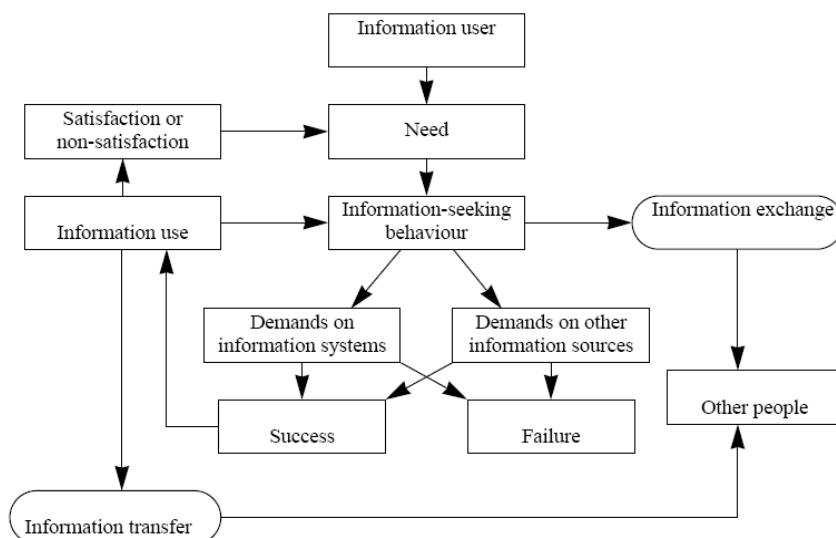 Information user
Satisfaction or
non-satisfaction
Need
Information use
Information-seeking
behaviour
Information exchange
Demands on
information systems
Demands on other
information sources
Other people
Success
Failure
Information transfer